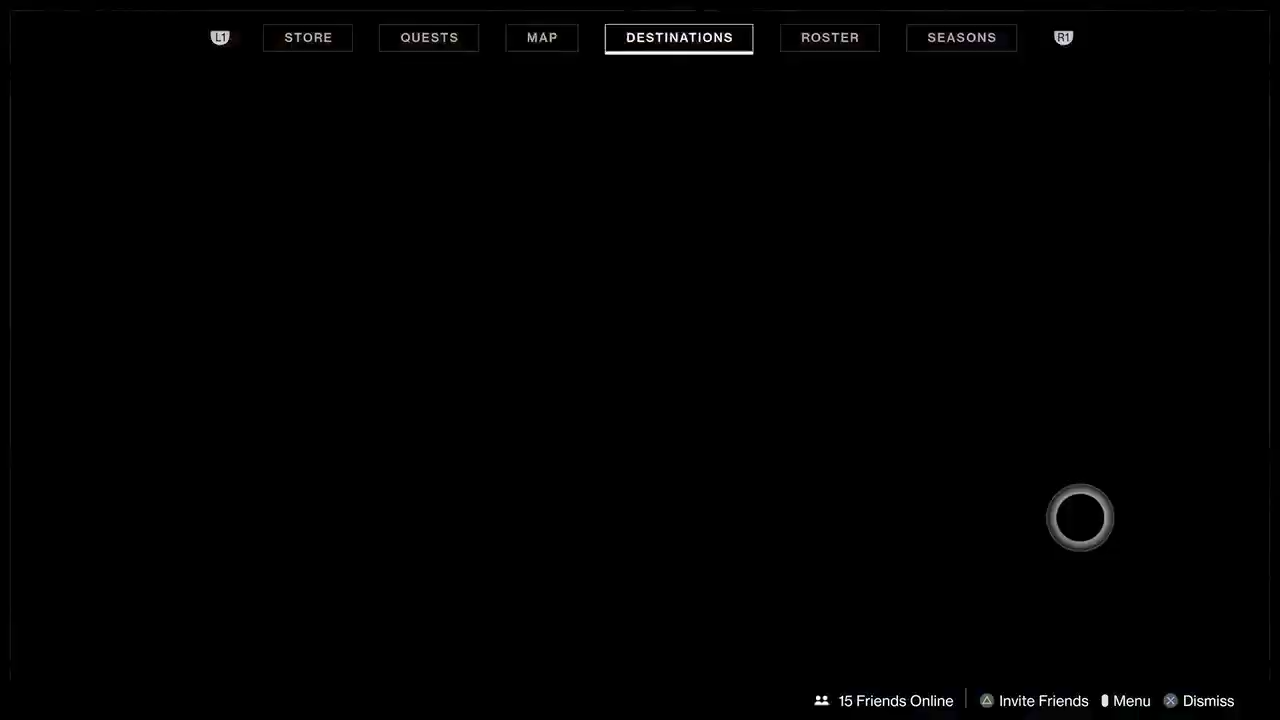 L1 STORE QUESTS MAP DESTINATIONS ROSTER SEASONS R1
15 Friends Online Invite Friends Menu Dismiss